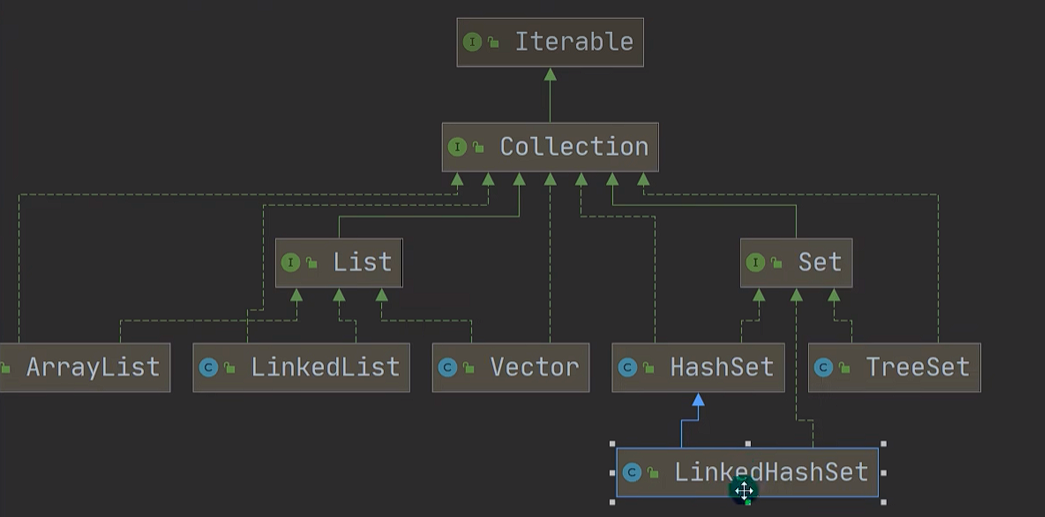 I Iterable
I Collection
I List
I Set
ArrayList
C LinkedList
C Vector
C HashSet
C TreeSet
C LinkedHashSet